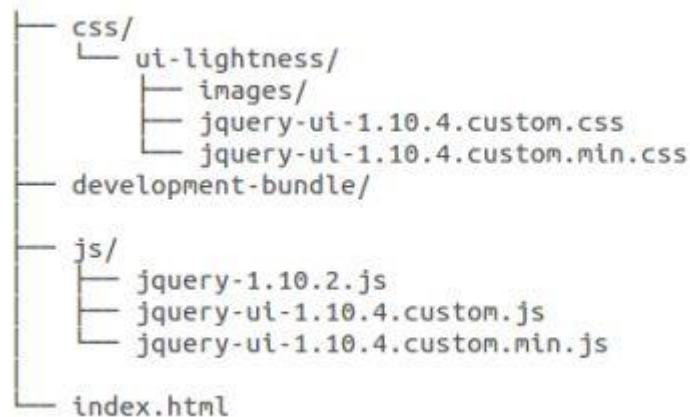 css/
ui-lightness/
images/
jquery-ui-1.10.4.custom.css
jquery-ui-1.10.4.custom.min.css
development-bundle/
js/
jquery-1.10.2.js
jquery-ui-1.10.4.custom.js
jquery-ui-1.10.4.custom.min.js
index.html